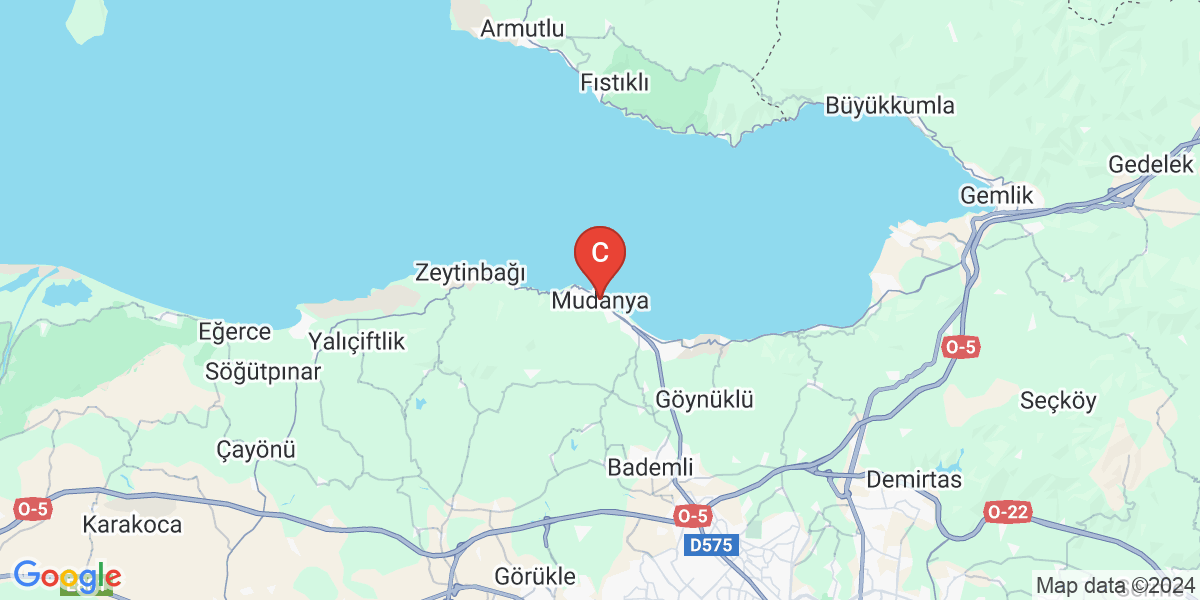 Armutlu
Fıstıklı
Büyükkumla
Gedelek
Gemlik
C
Zeytinbağı
Mudanya
Eğerce
Yalıçiftlik
O-5
Söğütpınar
Göynüklü
Seçköy
Çayönü
Bademli
Demirtas
O-5
O-5
O-22
Karakoca
D575
Görükle
Google
Map data ©2024